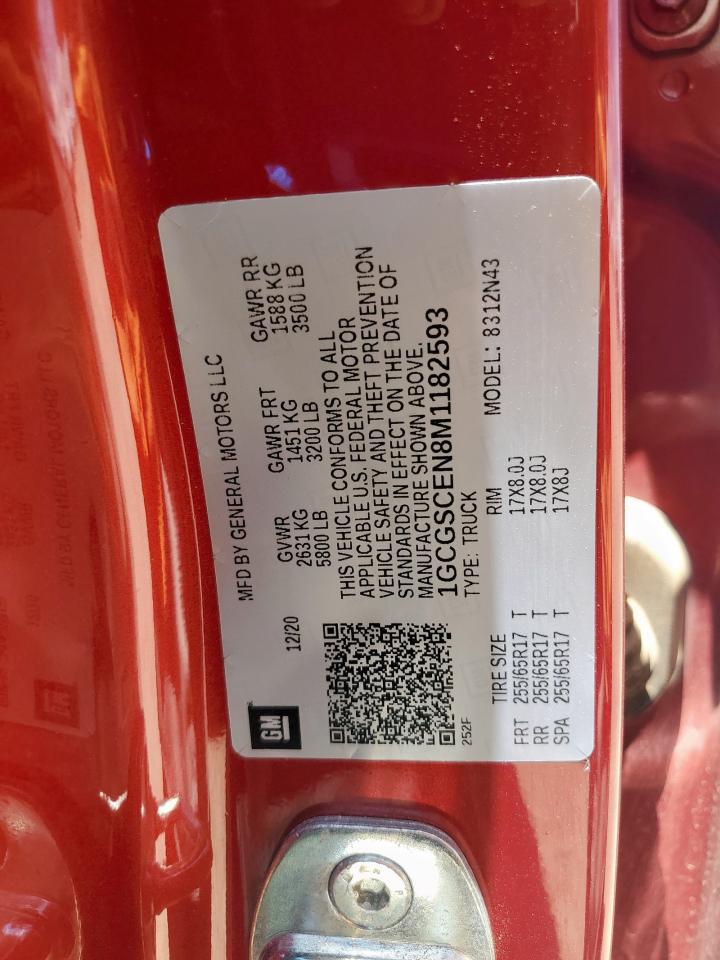 MFD BY GENERAL MOTORS LLC
GM
12/20
GVWR GAWR FRT GAWR RR
2631 KG 1451 KG 1588 KG
5800 LB 3200 LB 3500 LB
THIS VEHICLE CONFORMS TO ALL
APPLICABLE U.S. FEDERAL MOTOR
VEHICLE SAFETY AND THEFT PREVENTION
STANDARDS IN EFFECT ON THE DATE OF
MANUFACTURE SHOWN ABOVE.
1GCGSCEN8M1182593
252F
TYPE: TRUCK MODEL: 8312N43
TIRE SIZE RIM
FRT 255/65R17 T 17X8.0J
RR 255/65R17 T 17X8.0J
SPA 255/65R17 T 17X8J